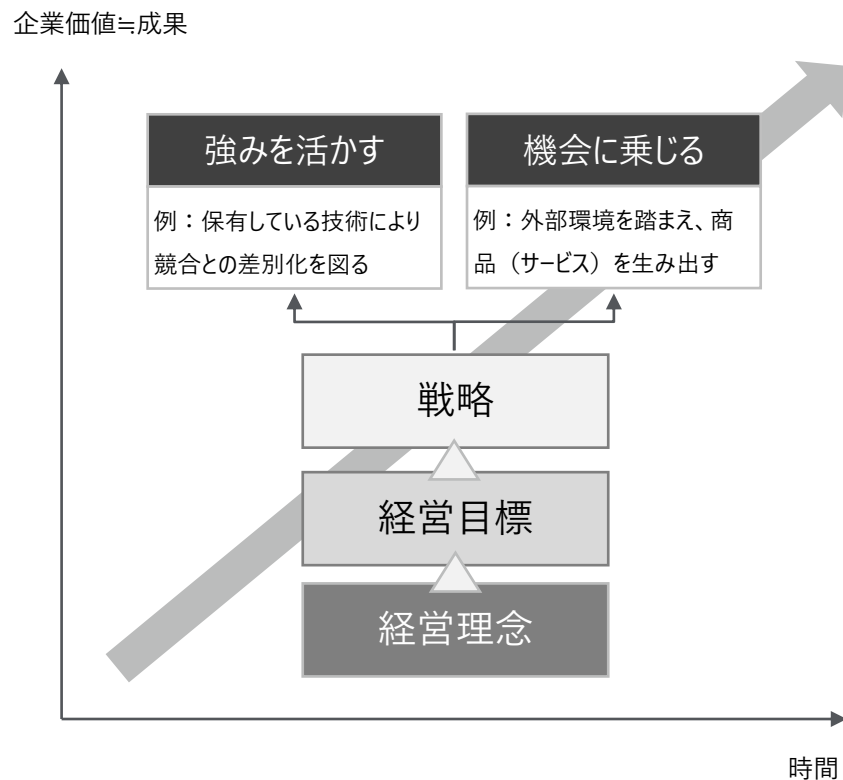 企業価値≒成果
強みを活かす
例：保有している技術により
競合との差別化を図る
機会に乗じる
例：外部環境を踏まえ、商
品（サービス）を生み出す
戦略
経営目標
経営理念
時間